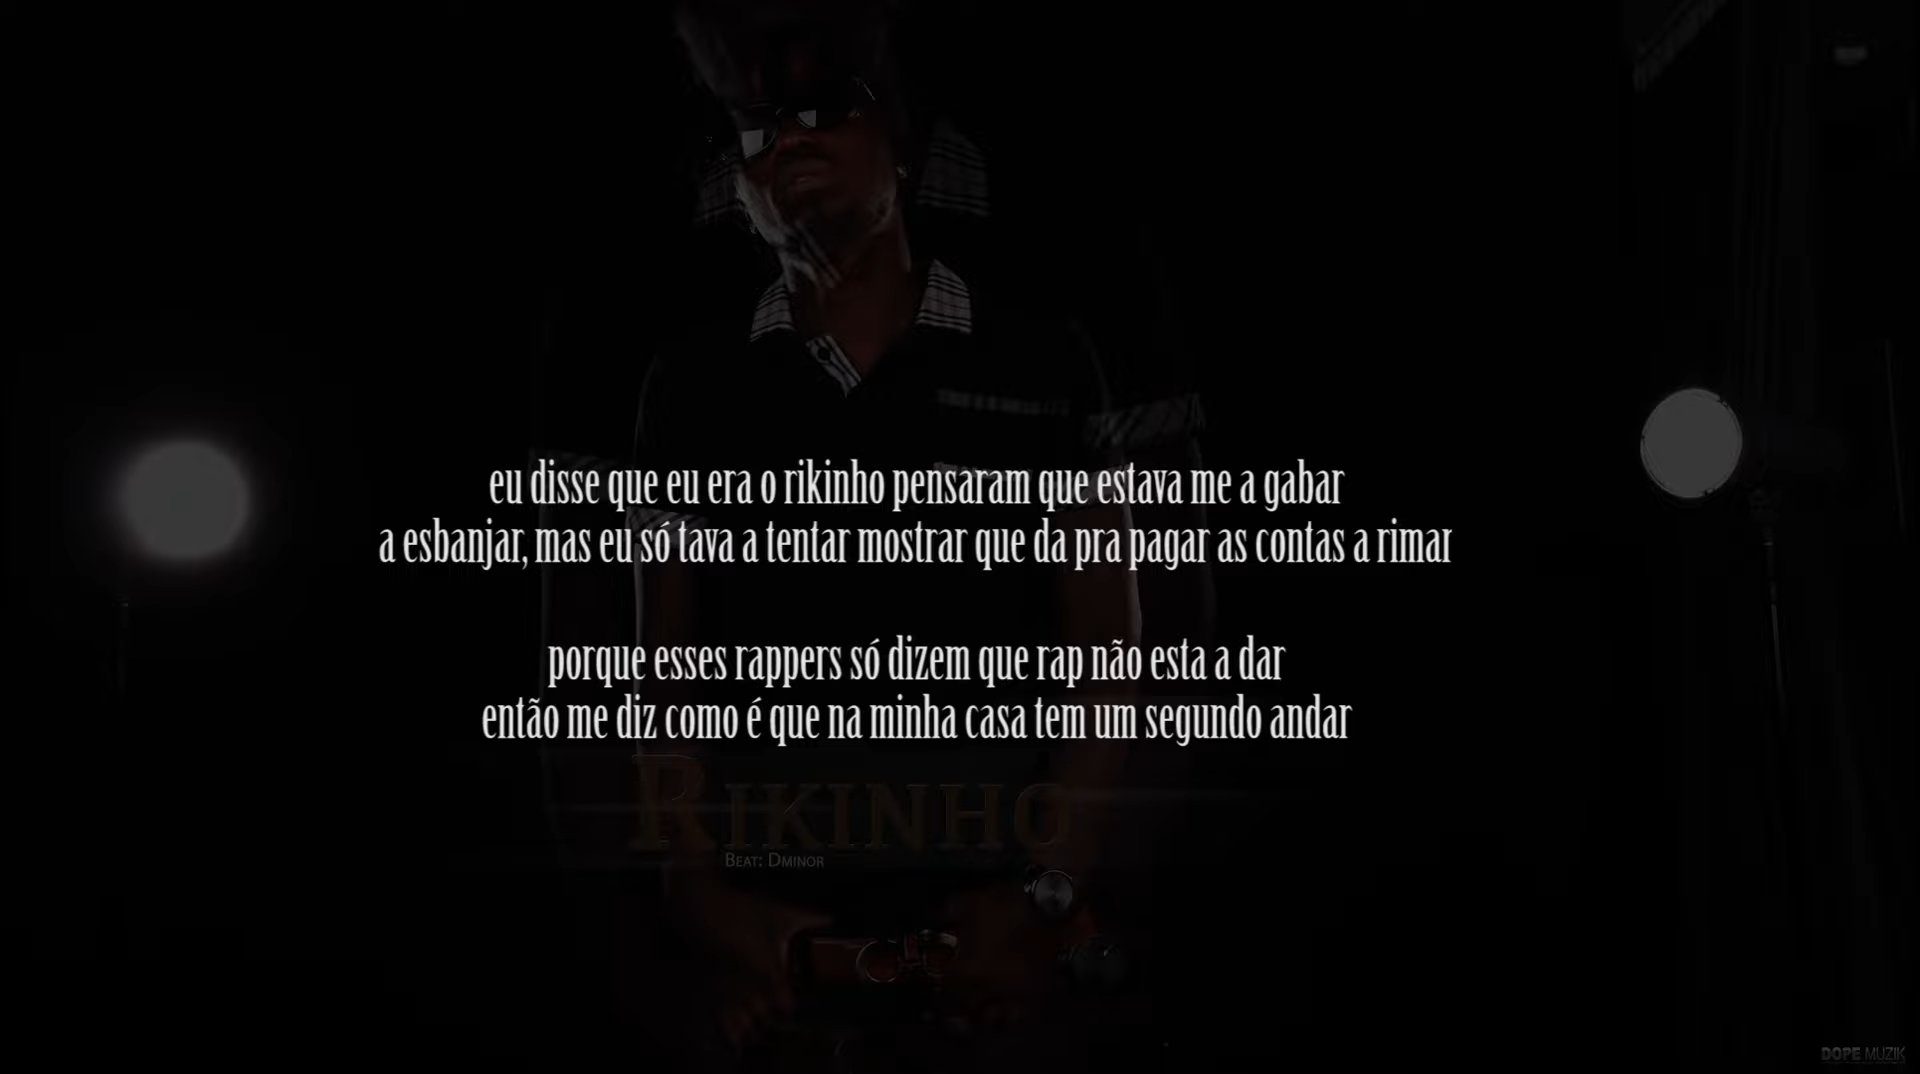 eu disse que eu era o rikinho pensaram que estava me a gabar
a esbanjar, mas eu só tava a tentar mostrar que da pra pagar as contas a rimar
porque esses rappers só dizem que rap não esta a dar
então me diz como é que na minha casa tem um segundo andar
RIKINHO
BEAT: DMINOR
DOPE MUZIK